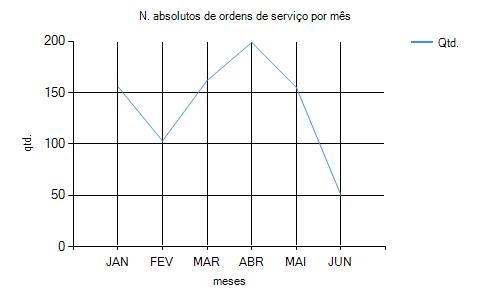 N. absolutos de ordens de serviço por mês
Qtd.
200
150
100
50
0
qtd.
JAN FEV MAR ABR MAI JUN
meses